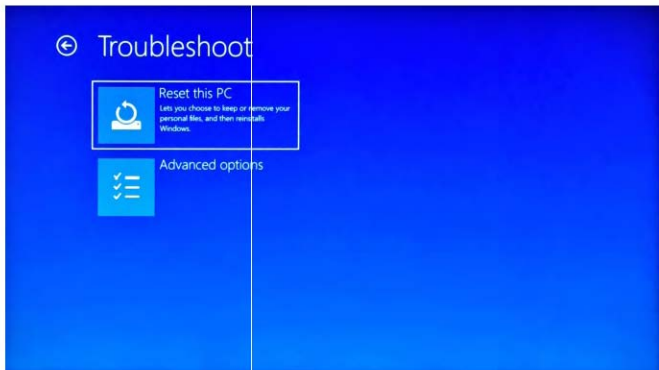 Troubleshoot
Reset this PC
Lets you choose to keep or remove your
personal files, and then reinstalls
Windows.
Advanced options